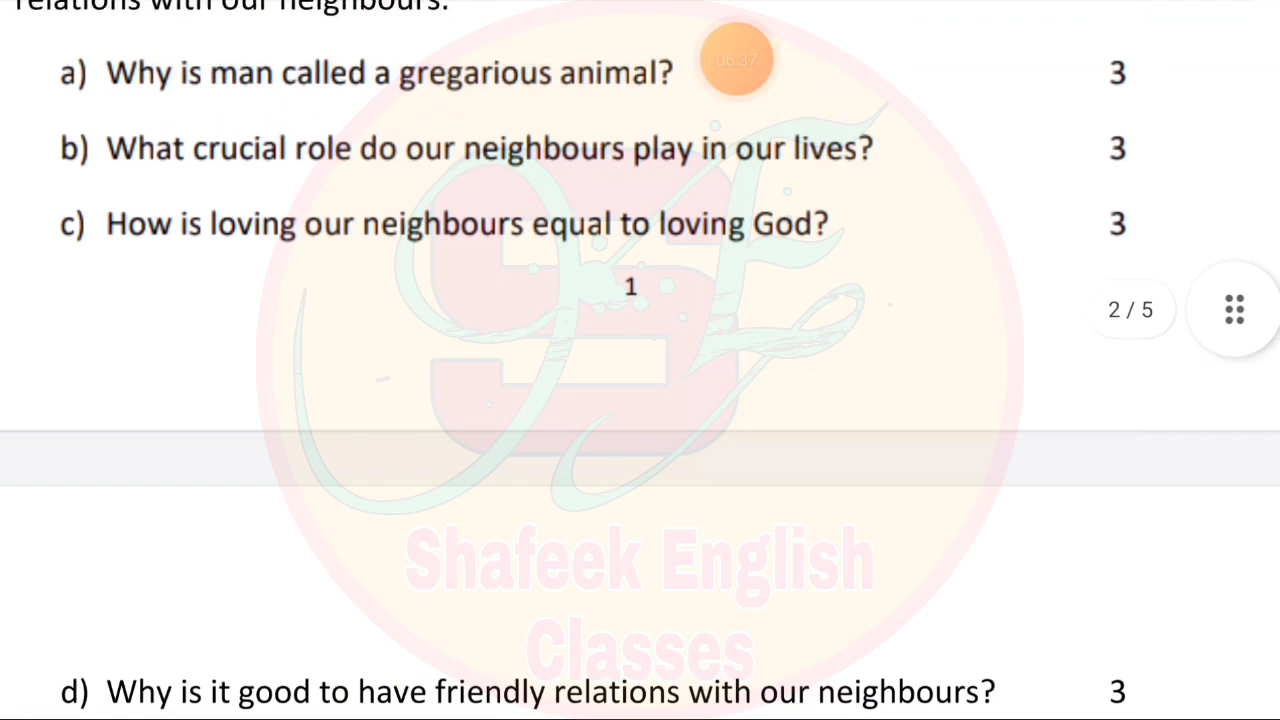 relations with our neighbours.
a) Why is man called a gregarious animal? 3
06:37
b) What crucial role do our neighbours play in our lives? 3
c) How is loving our neighbours equal to loving God? 3
1
2 / 5
Shafeek English
Classes
d) Why is it good to have friendly relations with our neighbours? 3